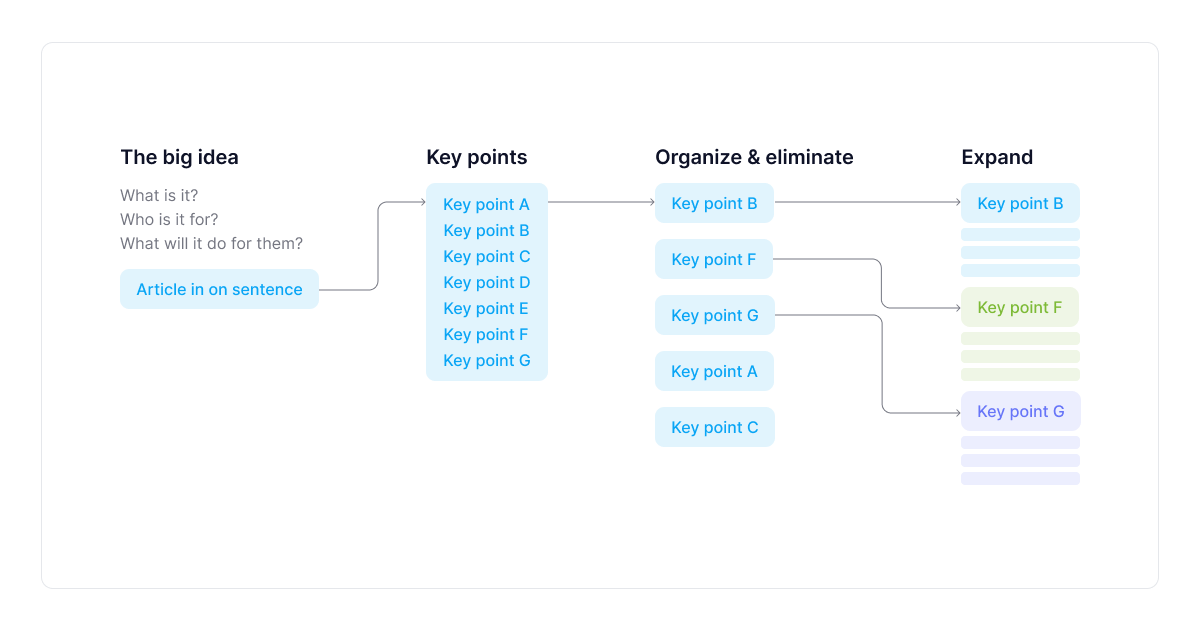 The big idea
What is it?
Who is it for?
What will it do for them?
Article in on sentence
Key points
Key point A
Key point B
Key point C
Key point D
Key point E
Key point F
Key point G
Organize & eliminate
Key point B
Key point F
Key point G
Key point A
Key point C
Expand
Key point B
Key point F
Key point G